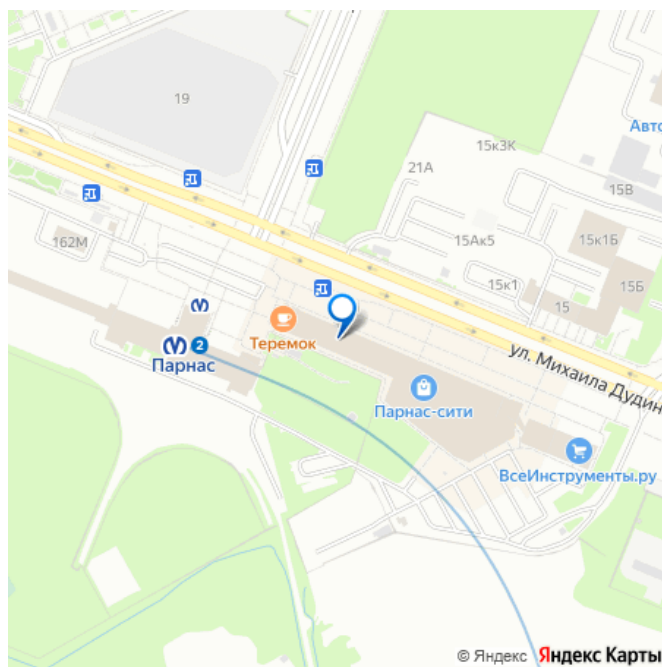 19
Авто
15к3К
21А
15В
162М
15Ак5
15к1Б
15к1
15Б
15
Теремок
2
Парнас
ул. Михаила Дудин
Парнас-сити
ВсеИнструменты.ру
© Яндекс Яндекс Карты